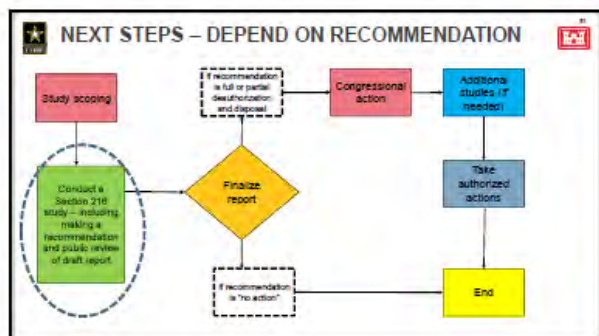 NEXT STEPS – DEPEND ON RECOMMENDATION
Study scoping
Conduct a
Section 216
study – including
making a
recommendation
and public review
of draft report.
If recommendation
is full or partial
deauthorization
and disposal
Finalize
report
If recommendation
is "no action"
Congressional
action
Additional
studies (if
needed)
Take
authorized
actions
End